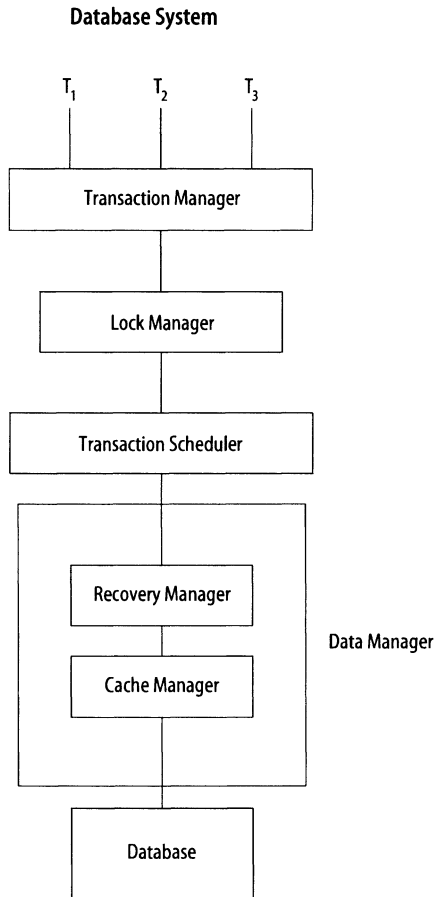 Database System
T1 T2 T3
Transaction Manager
Lock Manager
Transaction Scheduler
Recovery Manager
Data Manager
Cache Manager
Database